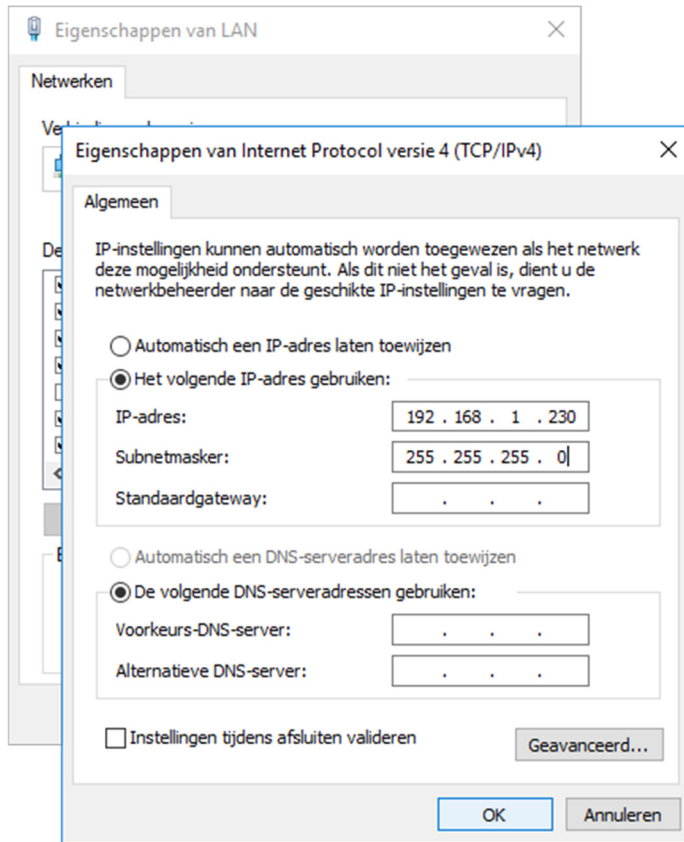 Eigenschappen van LAN
Netwerken
Eigenschappen van Internet Protocol versie 4 (TCP/IPv4)
Algemeen
IP-instellingen kunnen automatisch worden toegewezen als het netwerk
deze mogelijkheid ondersteunt. Als dit niet het geval is, dient u de
netwerkbeheerder naar de geschikte IP-instellingen te vragen.
Automatisch een IP-adres laten toewijzen
Het volgende IP-adres gebruiken:
IP-adres: 192 . 168 . 1 . 230
Subnetmasker: 255 . 255 . 255 . 0
Standaardgateway: . . .
Automatisch een DNS-serveradres laten toewijzen
De volgende DNS-serveradressen gebruiken:
Voorkeurs-DNS-server: . . .
Alternatieve DNS-server: . . .
Instellingen tijdens afsluiten valideren
Geavanceerd...
OK Annuleren